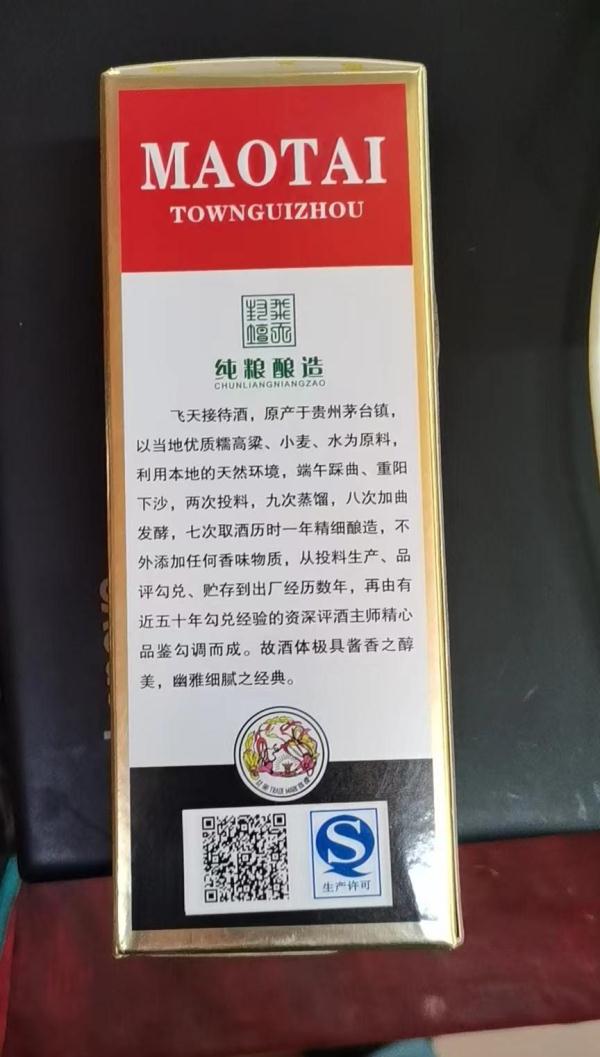 MAOTAI
TOWNGUIZHOU
纯粮酿造
CHUNLIANGNIANGZAO
飞天接待酒，原产于贵州茅台镇，
以当地优质糯高粱、小麦、水为原料，
利用本地的天然环境，端午踩曲、重阳
下沙，两次投料，九次蒸馏，八次加曲
发酵，七次取酒历时一年精细酿造，不
外添加任何香味物质，从投料生产、品
评勾兑、贮存到出厂经历数年，再由有
近五十年勾兑经验的资深评酒主师精心
品鉴勾调而成。故酒体极具酱香之醇
美，幽雅细腻之经典。
TRADE MARK
生产许可